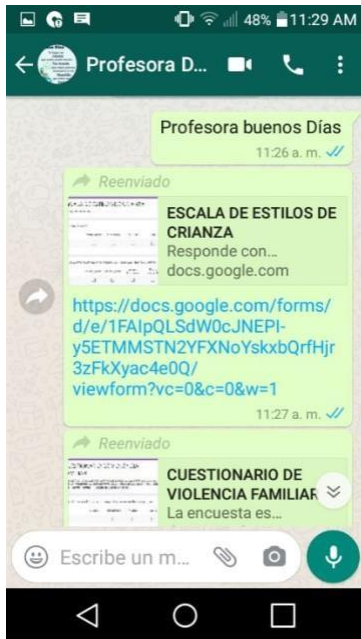 48% 11:29 AM
Profesora D...
Profesora buenos Días
11:26 a. m.
Reenviado
ESCALA DE ESTILOS DE
CRIANZA
Responde con...
docs.google.com
https://docs.google.com/forms/
d/e/1FAIpQLSdW0cJNEPI-
y5ETMMSTN2YFXNoYskxbQrfHjr
3zFkXyac4e0Q/
viewform?vc=0&c=0&w=1
11:27 a. m.
Reenviado
CUESTIONARIO DE
VIOLENCIA FAMILIAR
La encuesta es...
Escribe un m...